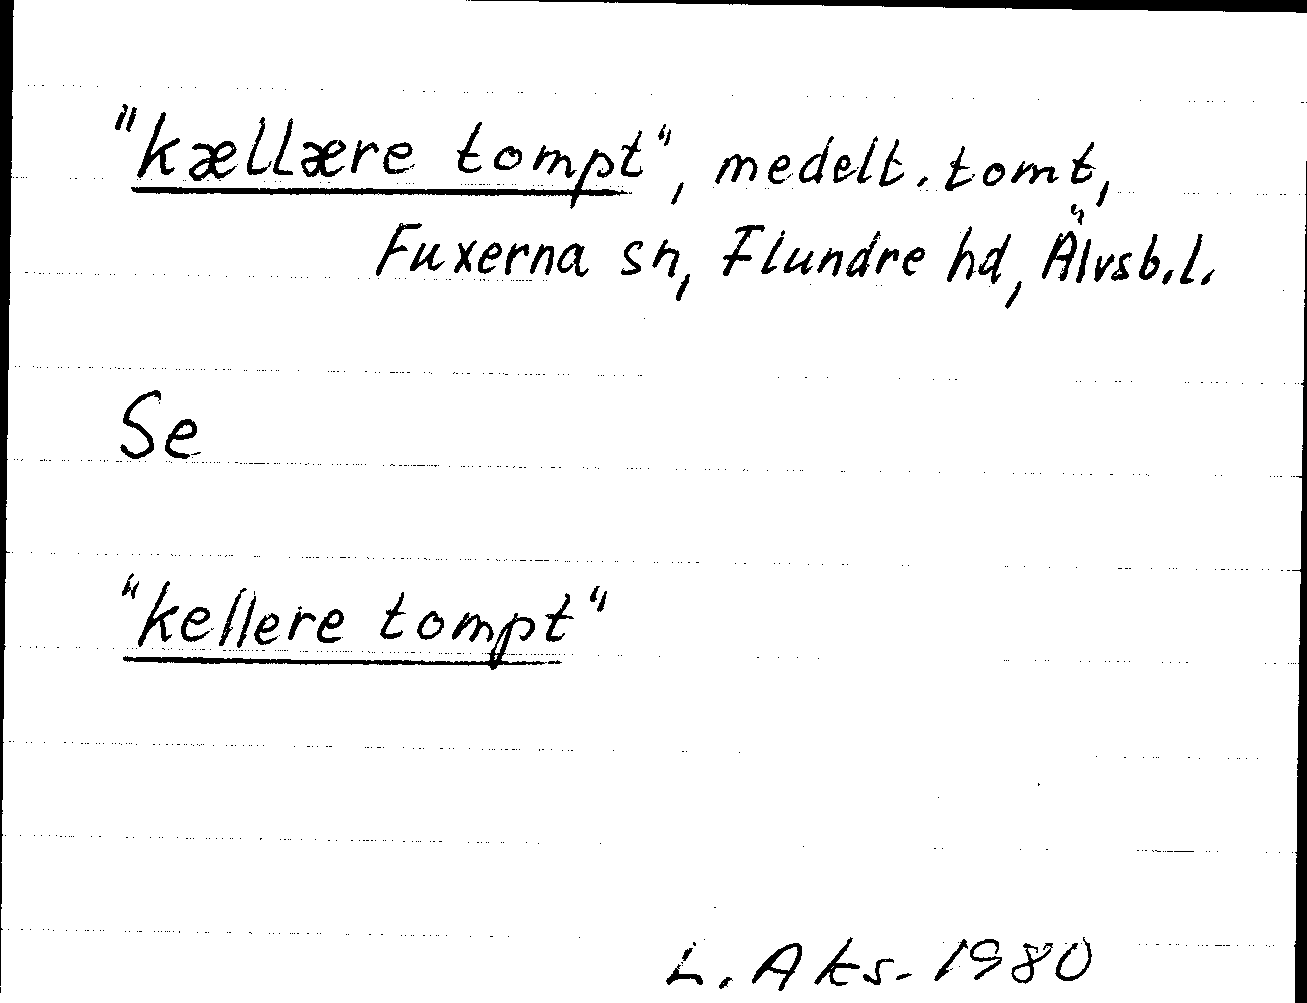 "kællære tompt", medelt. tomt,
Fuxerna sn, Flundre hd, Älvsb.l.
Se
"kellere tompt"
L. Aks. 1980